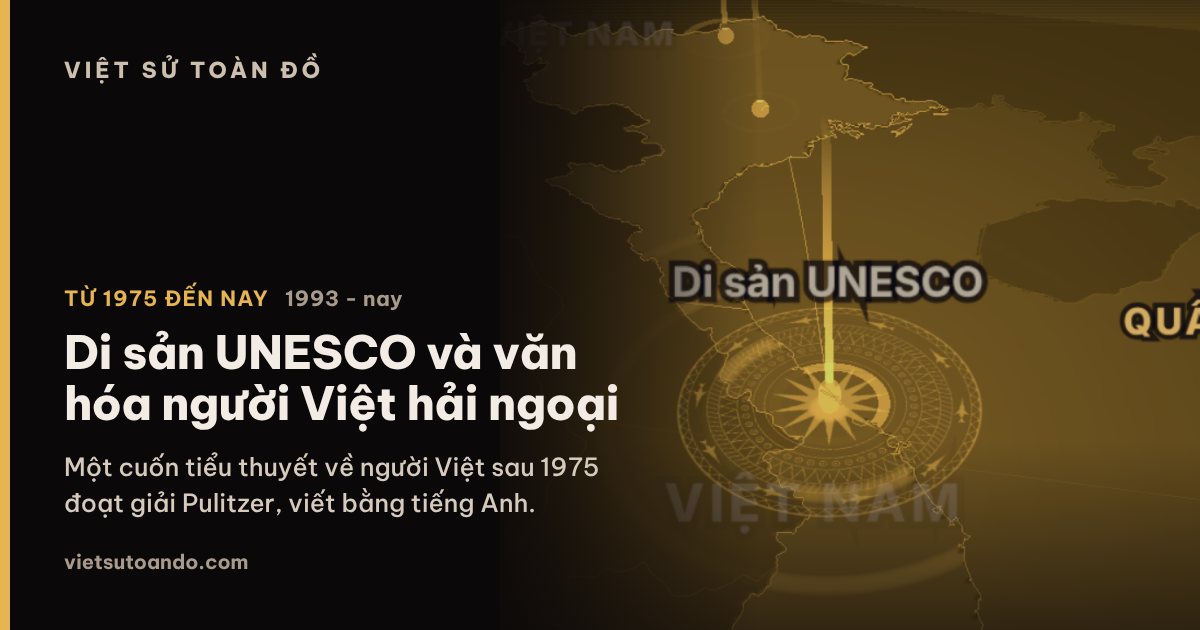 VIỆT SỬ TOÀN ĐỒ
VIỆT NAM
Di sản UNESCO
TỪ 1975 ĐẾN NAY 1993 - nay
Di sản UNESCO và văn
hóa người Việt hải ngoại
Một cuốn tiểu thuyết về người Việt sau 1975
đoạt giải Pulitzer, viết bằng tiếng Anh.
VIỆT NAM
vietsutoando.com